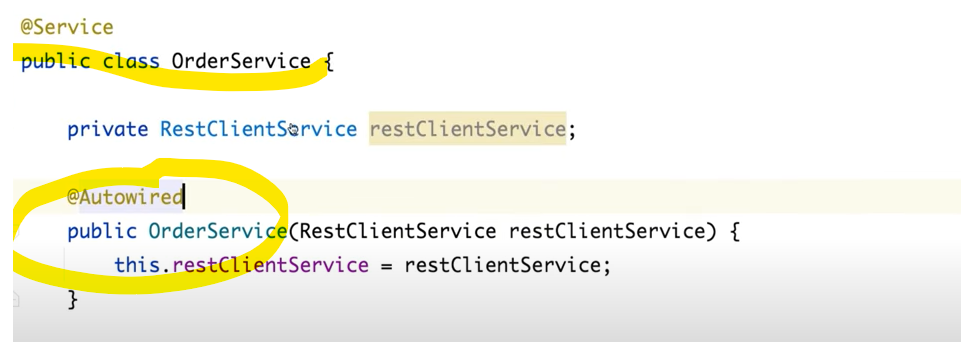 @Service
public class OrderService {
private RestClientService restClientService;
@Autowired
public OrderService(RestClientService restClientService) {
this.restClientService = restClientService;
}